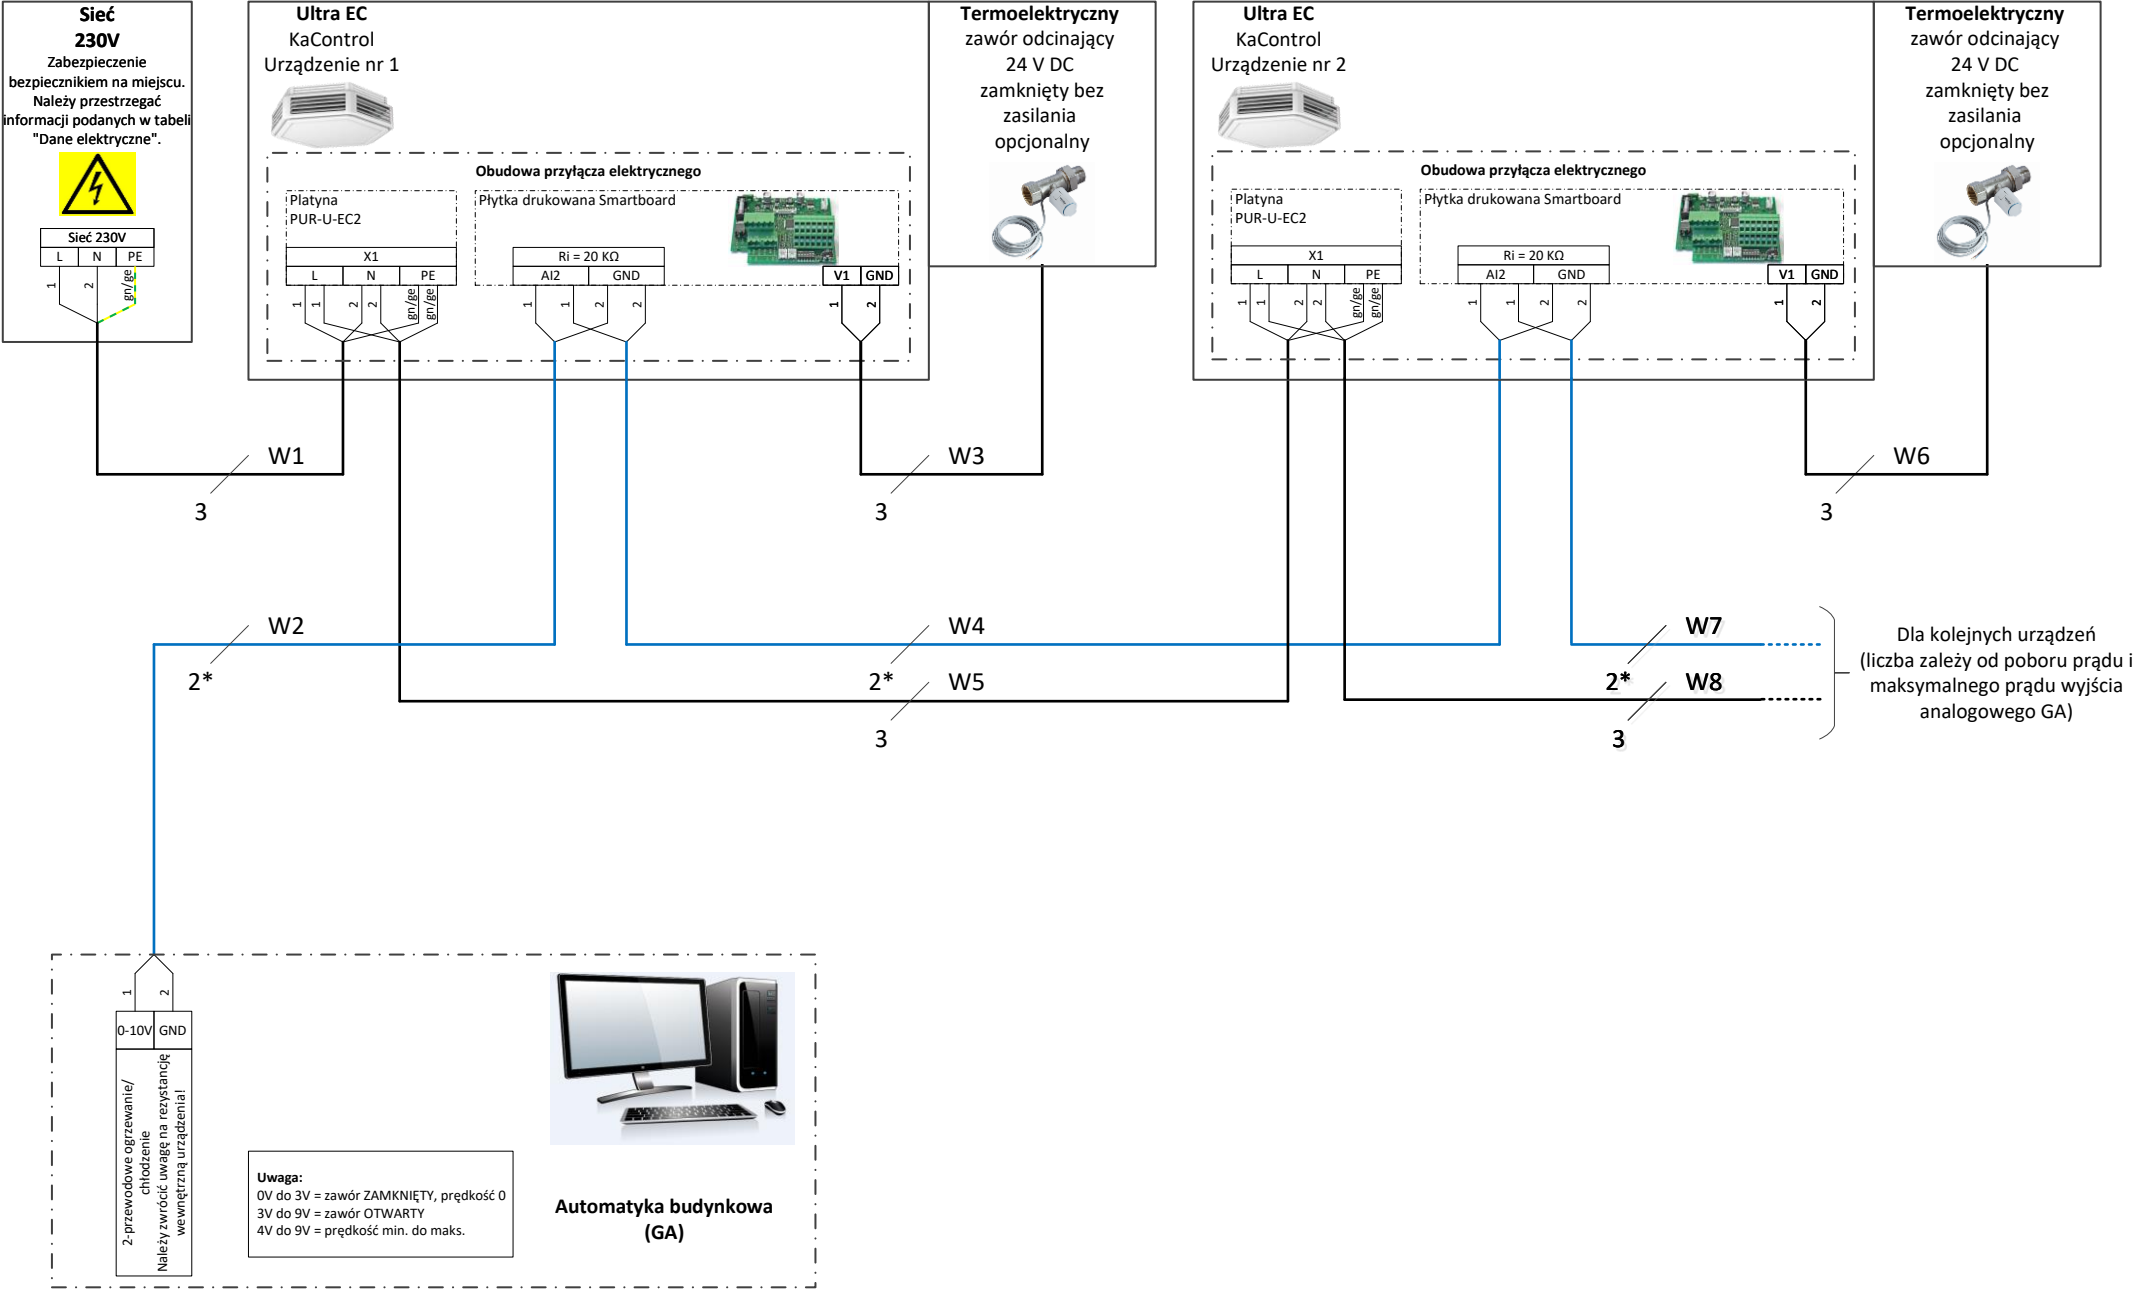 Sieć
230V
Zabezpieczenie
bezpiecznikiem na miejscu.
Należy przestrzegać
informacji podanych w tabeli
"Dane elektryczne".
Sieć 230V
L N PE
1 2 gn/ge
Ultra EC
KaControl
Urządzenie nr 1
Obudowa przyłącza elektrycznego
Platyna
PUR-U-EC2
X1
L N PE
1 1 2 2 gn/ge gn/ge
Płytka drukowana Smartboard
Ri = 20 KΩ
AI2 GND
1 1 2 2
V1 GND
1 2
Termoelektryczny
zawór odcinający
24 V DC
zamknięty bez
zasilania
opcjonalny
Ultra EC
KaControl
Urządzenie nr 2
Obudowa przyłącza elektrycznego
Platyna
PUR-U-EC2
X1
L N PE
1 1 2 2 gn/ge gn/ge
Płytka drukowana Smartboard
Ri = 20 KΩ
AI2 GND
1 1 2 2
V1 GND
1 2
Termoelektryczny
zawór odcinający
24 V DC
zamknięty bez
zasilania
opcjonalny
W1
3
W3
3
W6
3
W2
2*
W4
2*
W5
3
W7
2*
W8
3
Dla kolejnych urządzeń
(liczba zależy od poboru prądu i
maksymalnego prądu wyjścia
analogowego GA)
1 2
0-10V GND
2-przewodowe ogrzewanie/
chłodzenie
Należy zwrócić uwagę na rezystancję
wewnętrzną urządzenia!
Uwaga:
0V do 3V = zawór ZAMKNIĘTY, prędkość 0
3V do 9V = zawór OTWARTY
4V do 9V = prędkość min. do maks.
Automatyka budynkowa
(GA)